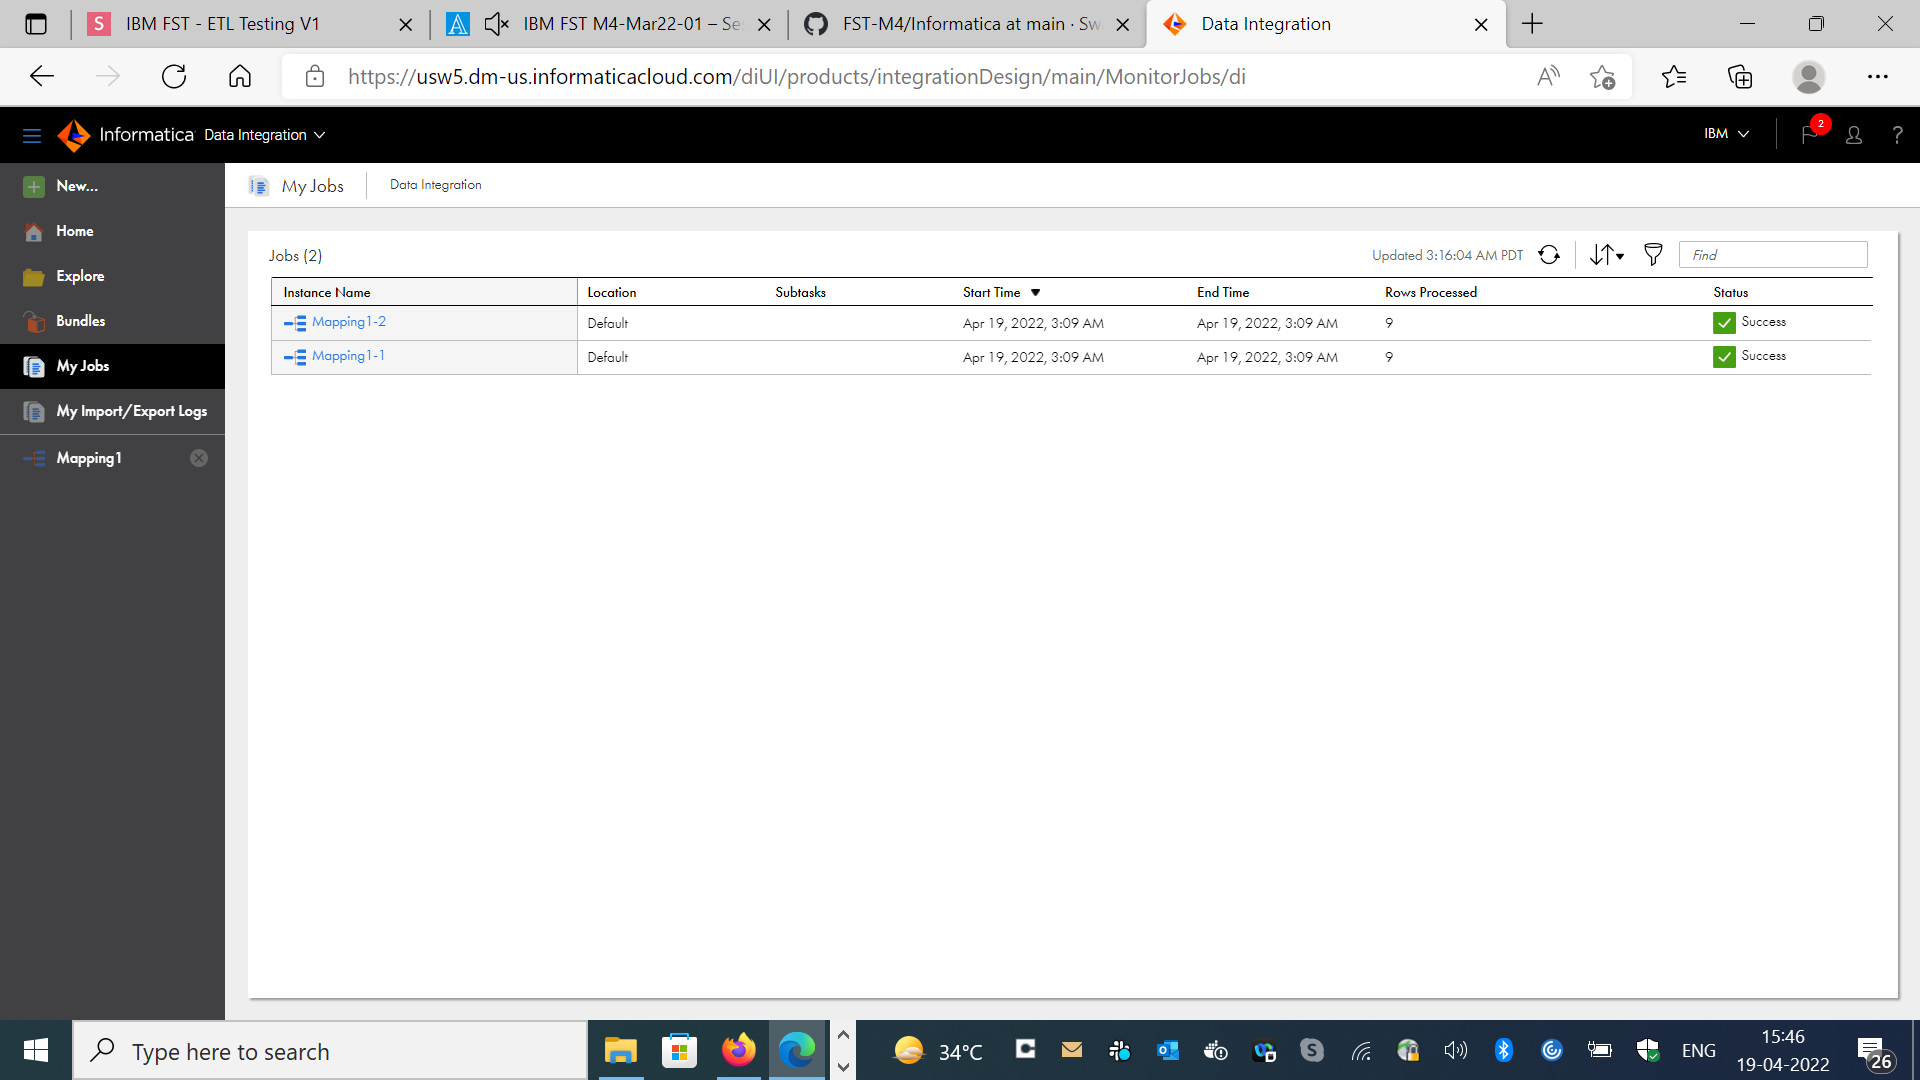 IBM FST - ETL Testing V1
IBM FST M4-Mar22-01 – Se
FST-M4/Informatica at main · Sw
Data Integration
https://usw5.dm-us.informaticacloud.com/diUI/products/integrationDesign/main/MonitorJobs/di
Informatica Data Integration
IBM
2
?
New...
Home
Explore
Bundles
My Jobs
My Import/Export Logs
Mapping1
My Jobs
Data Integration
Jobs (2)
Updated 3:16:04 AM PDT
Find
Instance Name Location Subtasks Start Time End Time Rows Processed Status
Mapping1-2 Default Apr 19, 2022, 3:09 AM Apr 19, 2022, 3:09 AM 9 Success
Mapping1-1 Default Apr 19, 2022, 3:09 AM Apr 19, 2022, 3:09 AM 9 Success
Type here to search
34°C
ENG
15:46
19-04-2022
26